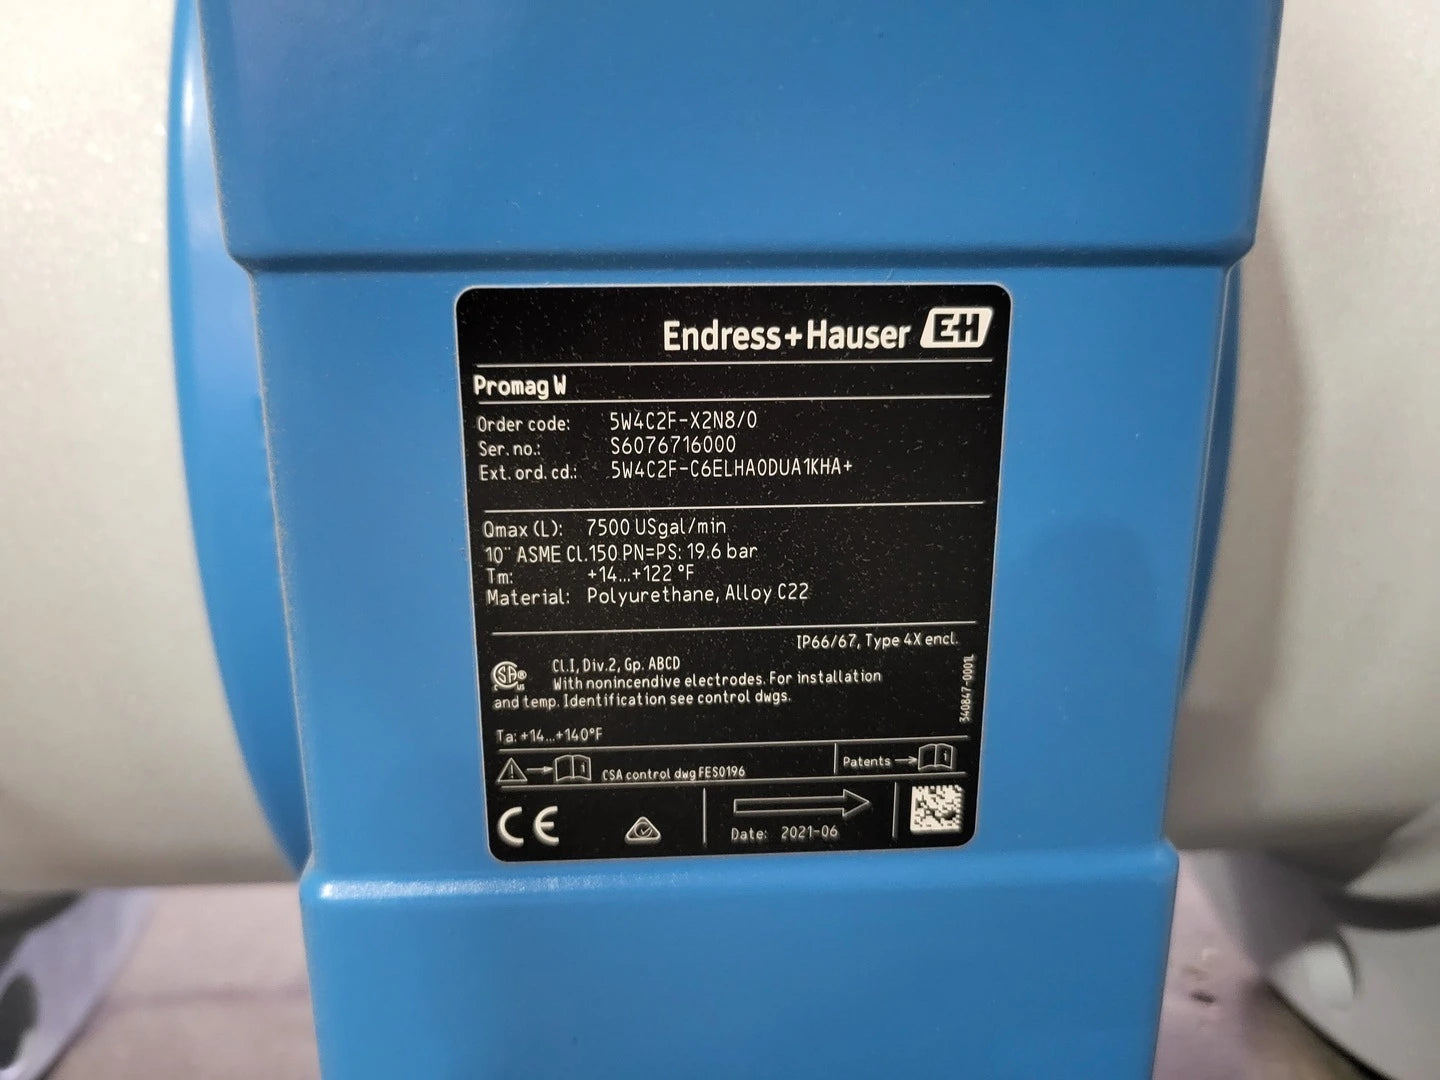 Endress+Hauser EH
Promag W
Order code: 5W4C2F-X2N8/0
Ser. no.: S6076716000
Ext. ord. cd.: 5W4C2F-C6ELHA0DUA1KHA+
Qmax (L): 7500 USgal/min
10" ASME Cl.150 PN=PS: 19.6 bar
Tm: +14...+122 °F
Material: Polyurethane, Alloy C22
IP66/67, Type 4X encl.
Cl.I, Div.2, Gp. ABCD
With nonincendive electrodes. For installation
and temp. Identification see control dwgs.
340847-0001L
Ta: +14...+140°F
CSA control dwg FES0196
Patents
CE
Date: 2021-06